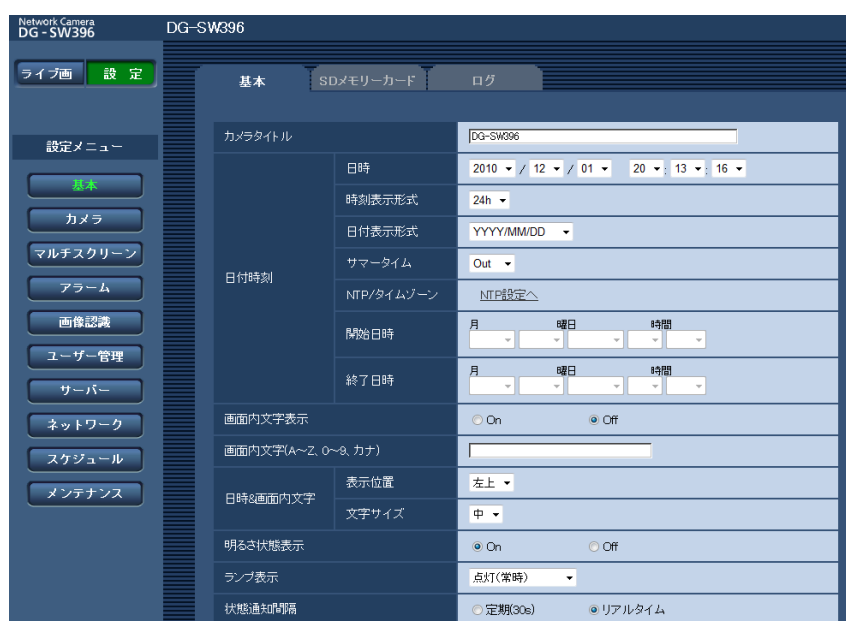 Network Camera
DG-SW396
DG-SW396
ライブ画 設 定
基本 SDメモリーカード ログ
設定メニュー
基本
カメラ
マルチスクリーン
アラーム
画像認識
ユーザー管理
サーバー
ネットワーク
スケジュール
メンテナンス
カメラタイトル DG-SW396
日付時刻
日時 2010 / 12 / 01 20 : 13 : 16
時刻表示形式 24h
日付表示形式 YYYY/MM/DD
サマータイム Out
NTP/タイムゾーン NTP設定へ
開始日時 月 曜日 時間
終了日時 月 曜日 時間
画面内文字表示 On Off
画面内文字(A～Z、0～9、カナ)
日時&画面内文字
表示位置 左上
文字サイズ 中
明るさ状態表示 On Off
ランプ表示 点灯(常時)
状態通知間隔 定期(30s) リアルタイム